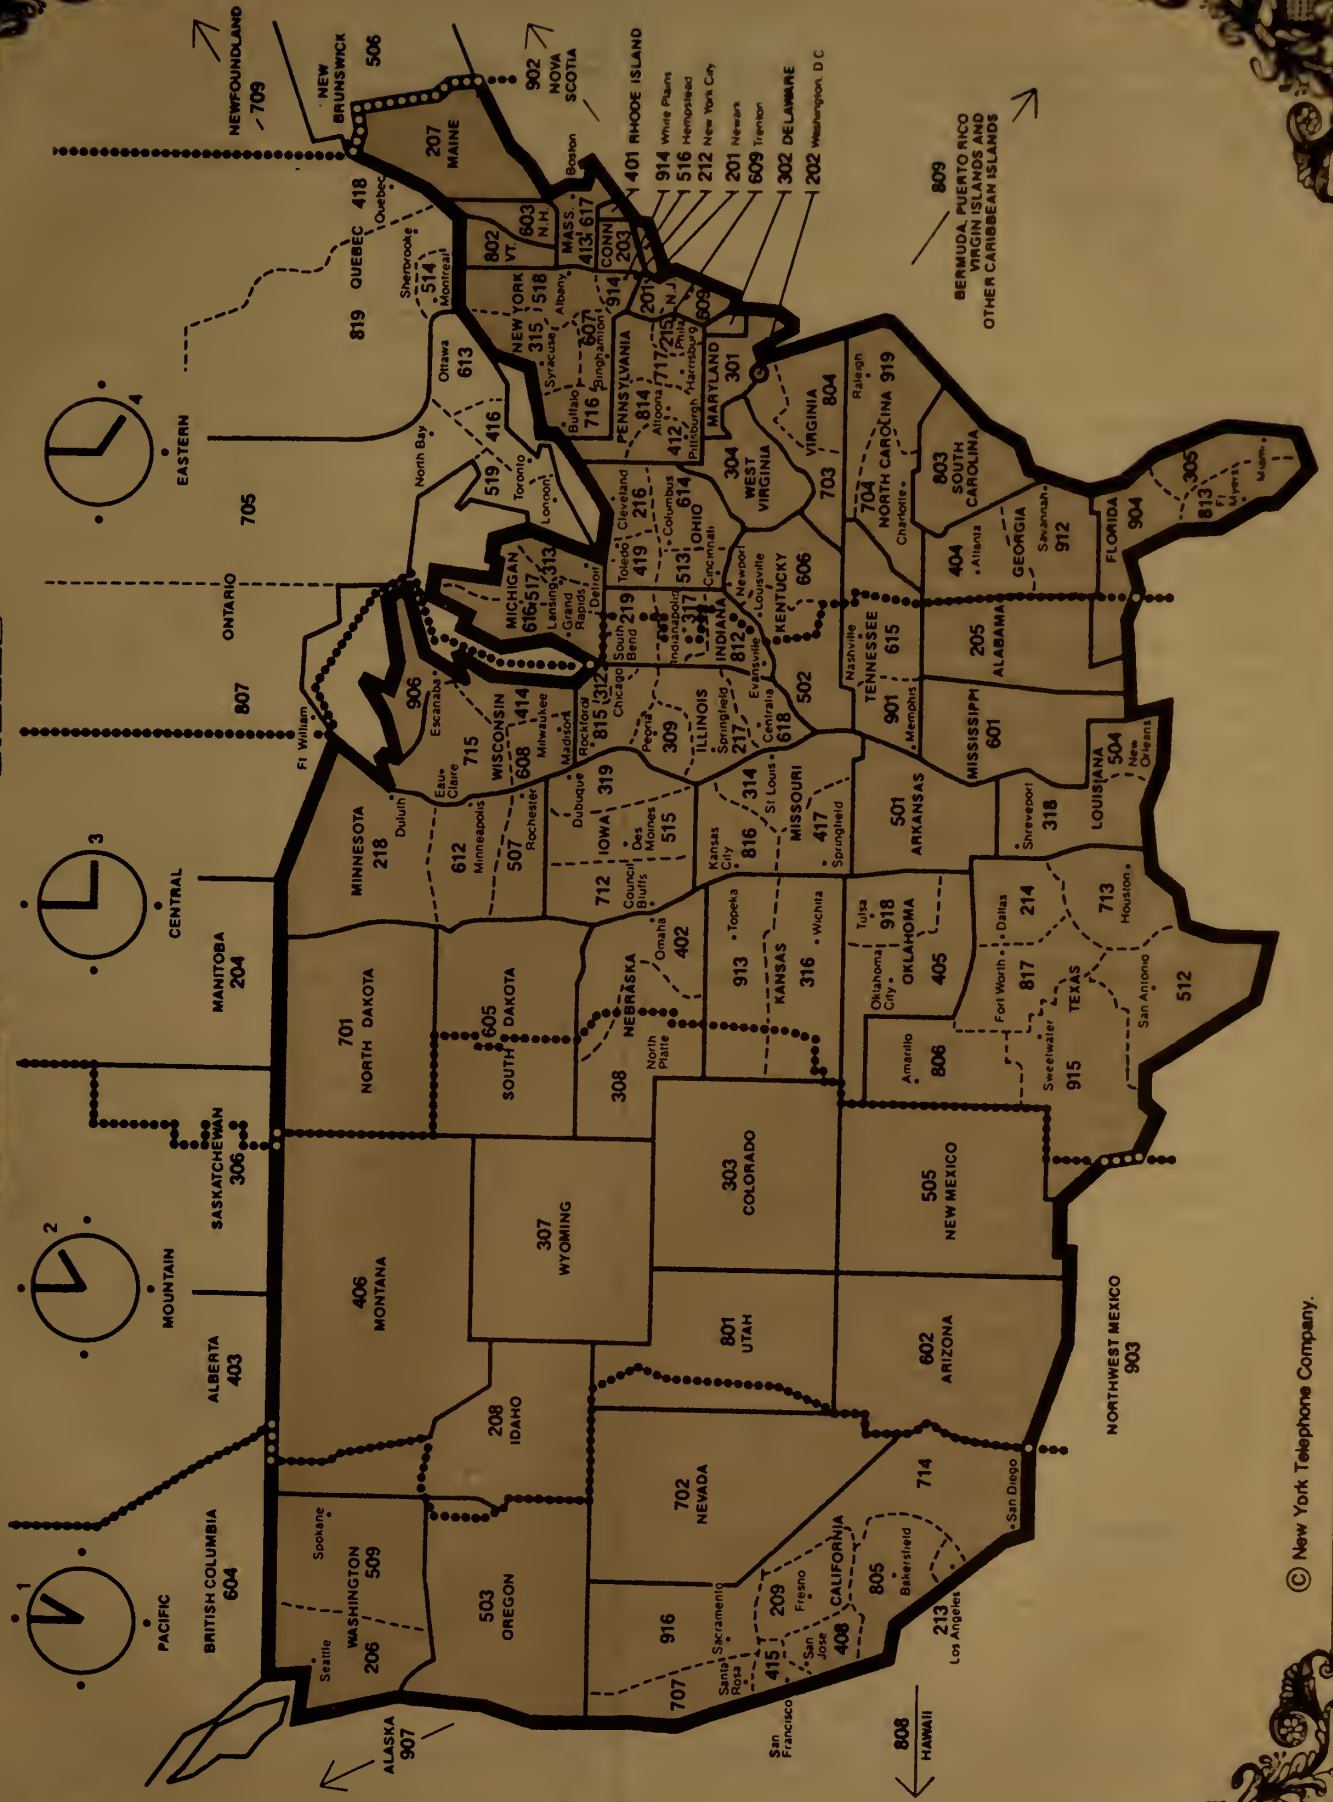 1
PACIFIC
2
MOUNTAIN
3
CENTRAL
4
EASTERN
BRITISH COLUMBIA
604
ALBERTA
403
SASKATCHEWAN
306
MANITOBA
204
ONTARIO
807
705
Ft William
North Bay
Ottawa
613
416
519
Toronto
London
819
QUEBEC
418
Quebec
Sherbrooke
514
Montreal
NEWFOUNDLAND
709
NEW
BRUNSWICK
506
902
NOVA
SCOTIA
ALASKA
907
808
HAWAII
Seattle
206
WASHINGTON
509
Spokane
503
OREGON
208
IDAHO
406
MONTANA
307
WYOMING
701
NORTH DAKOTA
605
SOUTH DAKOTA
308
NEBRASKA
North
Platte
Omaha
402
MINNESOTA
218
Duluth
612
Minneapolis
507
Rochester
906
Escanaba
715
Eau
Claire
WISCONSIN
608
414
Milwaukee
Madison
712
Council
Bluffs
IOWA
Des
Moines
515
Dubuque
319
Rockford
815
312
Chicago
Peoria
309
ILLINOIS
Springfield
217
Centralia
618
MICHIGAN
616
517
313
Lansing
Grand
Rapids
Detroit
South
Bend
219
Indianapolis
317
INDIANA
812
Evansville
Toledo
419
Cleveland
216
Columbus
614
OHIO
513
Cincinnati
207
MAINE
802
VT.
603
N.H.
MASS.
413
617
Boston
CONN
203
NEW YORK
315
518
Syracuse
Albany
607
Binghamton
Buffalo
716
914
PENNSYLVANIA
814
717
215
Altoona
Phila
412
Harrisburg
Pittsburgh
201
N.J.
609
MARYLAND
301
401 RHODE ISLAND
914 White Plains
516 Hempstead
212 New York City
201 Newark
609 Trenton
302 DELAWARE
202 Washington, D C
304
WEST
VIRGINIA
VIRGINIA
703
804
Newport
Louisville
KENTUCKY
606
502
Nashville
TENNESSEE
615
901
Memphis
704
NORTH CAROLINA
Charlotte
Raleigh
919
803
SOUTH
CAROLINA
404
Atlanta
GEORGIA
Savannah
912
205
ALABAMA
MISSISSIPPI
601
FLORIDA
904
305
813
Ft
Myers
Miami
LOUISIANA
504
New
Orleans
Shreveport
318
501
ARKANSAS
Kansas
City
816
314
St Louis
MISSOURI
417
Springfield
913
Topeka
KANSAS
316
Wichita
Tulsa
918
Oklahoma
City
OKLAHOMA
405
Amarillo
806
Fort Worth
817
Dallas
214
Sweetwater
915
TEXAS
713
Houston
San Antonio
512
303
COLORADO
505
NEW MEXICO
801
UTAH
602
ARIZONA
702
NEVADA
916
Sacramento
707
Santa
Rosa
415
San
Francisco
San
Jose
408
209
Fresno
CALIFORNIA
805
Bakersfield
213
Los Angeles
714
San Diego
NORTHWEST MEXICO
903
809
BERMUDA, PUERTO RICO
VIRGIN ISLANDS AND
OTHER CARIBBEAN ISLANDS
© New York Telephone Company.